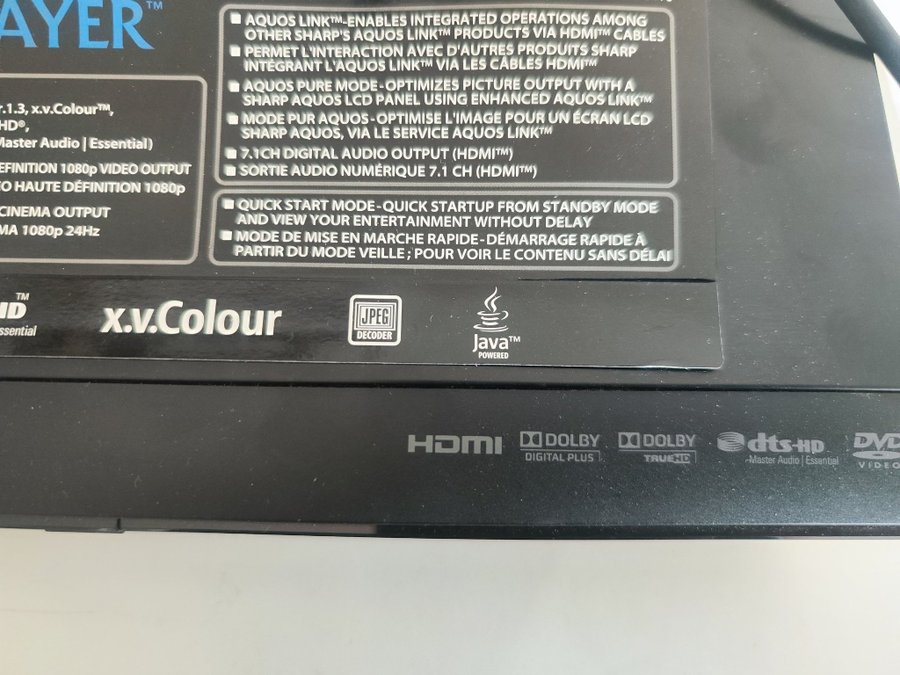 AYER™
AQUOS LINK™-ENABLES INTEGRATED OPERATIONS AMONG
OTHER SHARP'S AQUOS LINK™ PRODUCTS VIA HDMI™ CABLES
PERMET L'INTERACTION AVEC D'AUTRES PRODUITS SHARP
INTÉGRANT L'AQUOS LINK™ VIA LES CÂBLES HDMI™
AQUOS PURE MODE-OPTIMIZES PICTURE OUTPUT WITH A
SHARP AQUOS LCD PANEL USING ENHANCED AQUOS LINK™
MODE PUR AQUOS-OPTIMISE L'IMAGE POUR UN ÉCRAN LCD
SHARP AQUOS, VIA LE SERVICE AQUOS LINK™
7.1CH DIGITAL AUDIO OUTPUT (HDMI™)
SORTIE AUDIO NUMÉRIQUE 7.1 CH (HDMI™)
r.1.3, x.v.Colour™,
HD®,
Master Audio | Essential)
EFINITION 1080p VIDEO OUTPUT
EO HAUTE DÉFINITION 1080p
CINEMA OUTPUT
MA 1080p 24Hz
QUICK START MODE-QUICK STARTUP FROM STANDBY MODE
AND VIEW YOUR ENTERTAINMENT WITHOUT DELAY
MODE DE MISE EN MARCHE RAPIDE-DÉMARRAGE RAPIDE À
PARTIR DU MODE VEILLE ; POUR VOIR LE CONTENU SANS DÉLAI
HD™
ssential
x.v.Colour
JPEG
DECODER
Java™
POWERED
HDMI
DOLBY
DIGITAL PLUS
DOLBY
TRUEHD
dts-HD
Master Audio | Essential
DVD
VIDEO